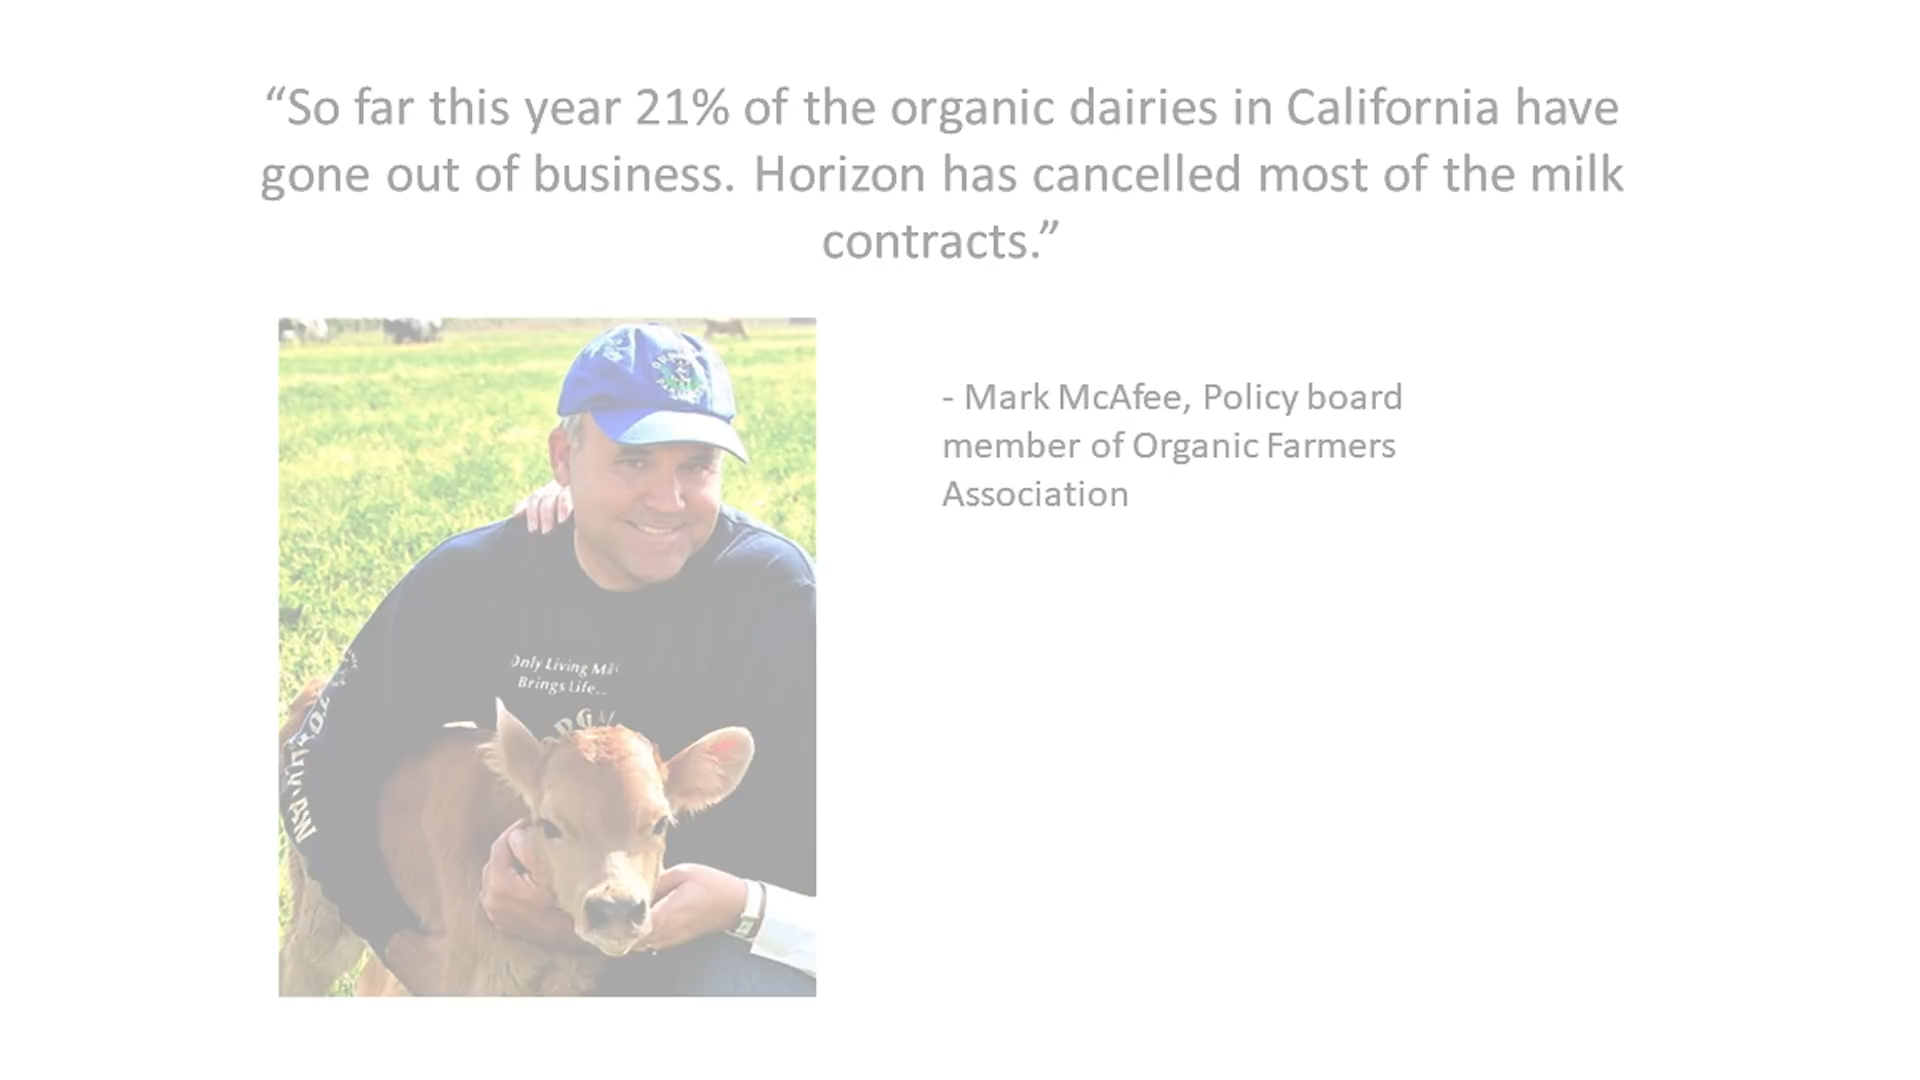 “So far this year 21% of the organic dairies in California have
gone out of business. Horizon has cancelled most of the milk
contracts.”
- Mark McAfee, Policy board
member of Organic Farmers
Association
Only Living
Brings Life...